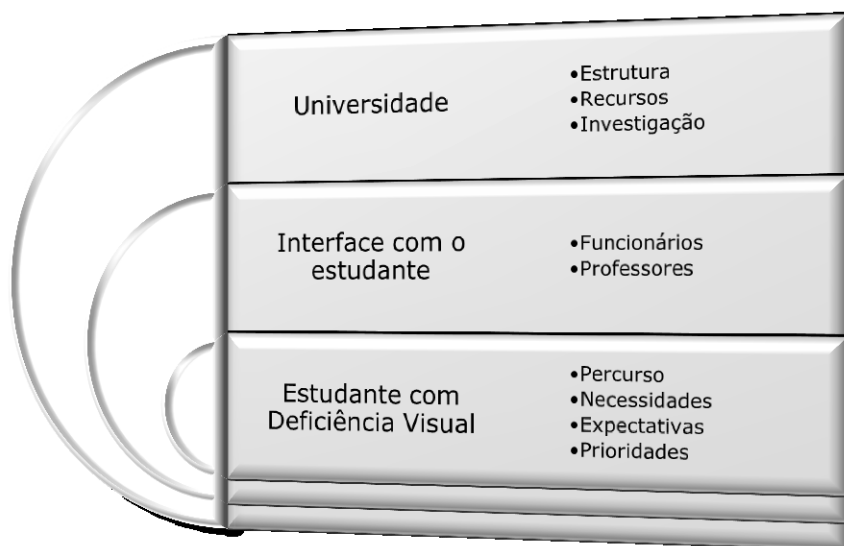 Universidade
•Estrutura
•Recursos
•Investigação
Interface com o
estudante
•Funcionários
•Professores
Estudante com
Deficiência Visual
•Percurso
•Necessidades
•Expectativas
•Prioridades